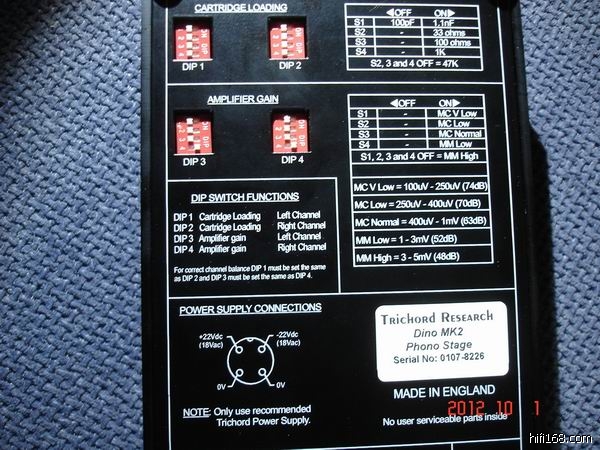 CARTRIDGE LOADING
DIP 1
DIP 2
◀OFF ON▶
S1 100pF 1.1nF
S2 - 33 ohms
S3 - 100 ohms
S4 - 1K
S2, 3 and 4 OFF = 47K
AMPLIFIER GAIN
DIP 3
DIP 4
◀OFF ON▶
S1 - MC V Low
S2 - MC Low
S3 - MC Normal
S4 - MM Low
S1, 2, 3 and 4 OFF = MM High
MC V Low = 100uV - 250uV (74dB)
MC Low = 250uV - 400uV (70dB)
MC Normal = 400uV - 1mV (63dB)
MM Low = 1 - 3mV (52dB)
MM High = 3 - 5mV (48dB)
DIP SWITCH FUNCTIONS
DIP 1 Cartridge Loading Left Channel
DIP 2 Cartridge Loading Right Channel
DIP 3 Amplifier gain Left Channel
DIP 4 Amplifier gain Right Channel
For correct channel balance DIP 1 must be set the same
as DIP 2 and DIP 3 must be set the same as DIP 4.
POWER SUPPLY CONNECTIONS
+22Vdc
(18Vac)
-22Vdc
(18Vac)
0V
0V
NOTE: Only use recommended
Trichord Power Supply.
TRICHORD RESEARCH
Dino MK2
Phono Stage
Serial No: 0107-8226
MADE IN ENGLAND
No user serviceable parts inside
2012 10 1
hifi168.com